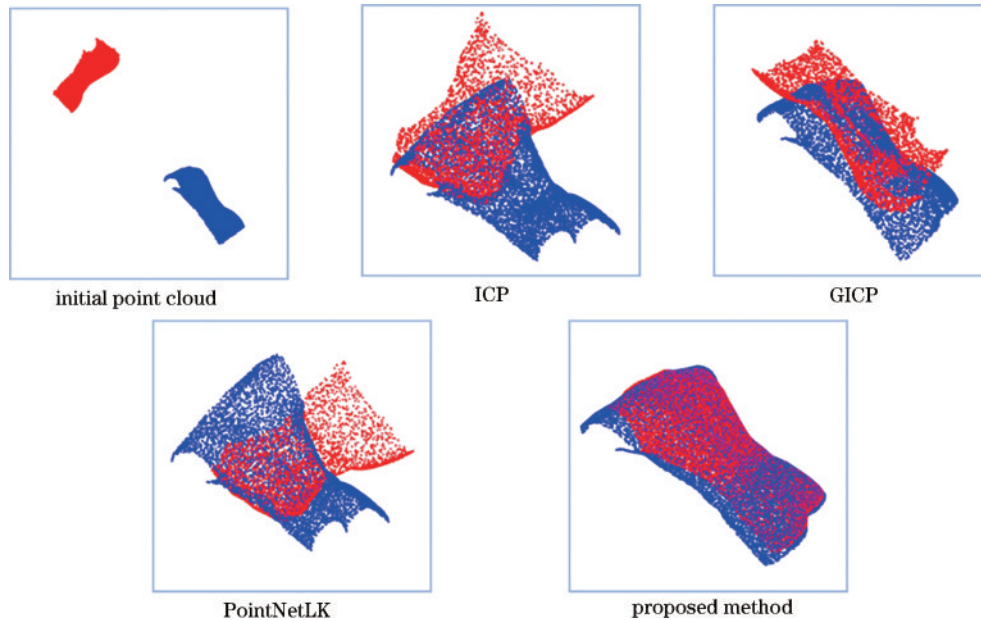 initial point cloud
ICP
GICP
PointNetLK
proposed method